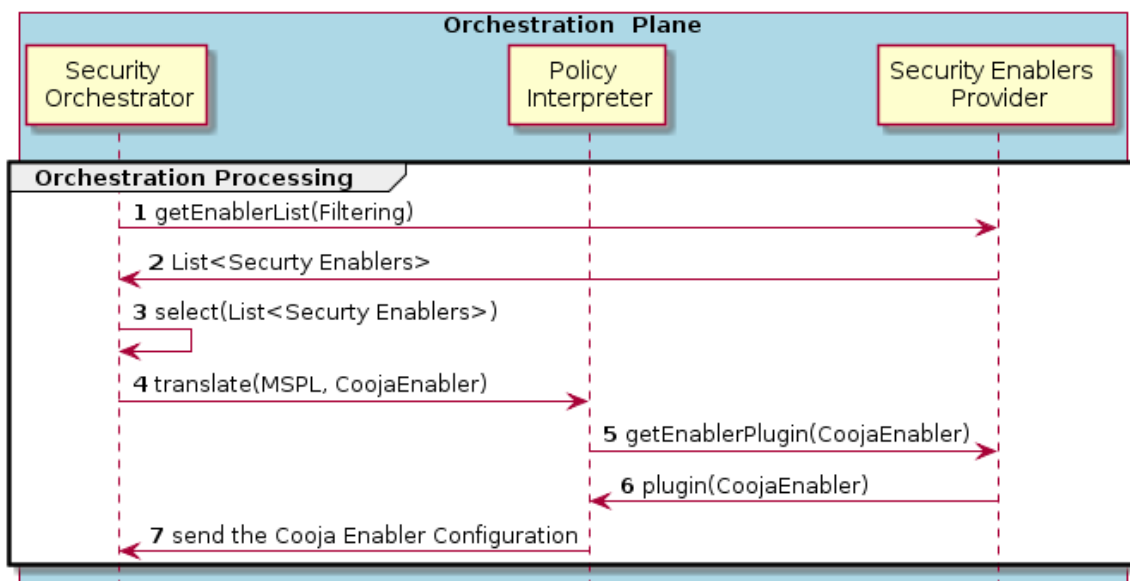 Orchestration  Plane
Security
Orchestrator
Policy
Interpreter
Security Enablers
Provider
Orchestration Processing
1 getEnablerList(Filtering)
2 List<Securty Enablers>
3 select(List<Securty Enablers>)
4 translate(MSPL, CoojaEnabler)
5 getEnablerPlugin(CoojaEnabler)
6 plugin(CoojaEnabler)
7 send the Cooja Enabler Configuration